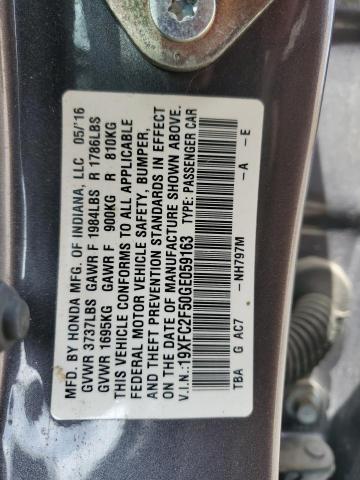 MFD. BY HONDA MFG. OF INDIANA, LLC 05/'16
GVWR 3737LBS GAWR F 1984LBS R 1786LBS
GVWR 1695KG GAWR F 900KG R 810KG
THIS VEHICLE CONFORMS TO ALL APPLICABLE
FEDERAL MOTOR VEHICLE SAFETY, BUMPER,
AND THEFT PREVENTION STANDARDS IN EFFECT
ON THE DATE OF MANUFACTURE SHOWN ABOVE.
V.I.N.:19XFC2F50GE059163 TYPE: PASSENGER CAR
TBA G AC7 -NH797M -A -E